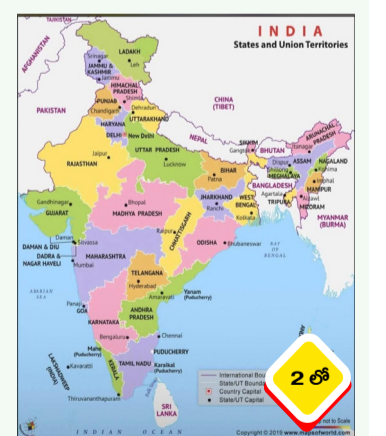 INDIA
States and Union Territories
TAJIKISTAN
AFGHANISTAN
LADAKH
Srinagar
Leh
JAMMU &
KASHMIR
Jammu
HIMACHAL
PRADESH
Shimla
PUNJAB
Chandigarh
Dehradun
UTTARAKHAND
HARYANA
DELHI
New Delhi
PAKISTAN
CHINA
(TIBET)
NEPAL
SIKKIM
Gangtok
BHUTAN
ARUNACHAL
PRADESH
Itanagar
Jaipur
RAJASTHAN
UTTAR PRADESH
Lucknow
BIHAR
Patna
Dispur
ASSAM
NAGALAND
Kohima
Shillong
MEGHALAYA
Imphal
MANIPUR
BANGLADESH
Agartala
TRIPURA
Aizawl
MIZORAM
MYANMAR
(BURMA)
Gandhinagar
GUJARAT
Bhopal
MADHYA PRADESH
JHARKHAND
Ranchi
WEST
BENGAL
Kolkata
Raipur
CHHATTISGARH
ODISHA
Bhubaneswar
BAY
OF
BENGAL
Daman
DAMAN & DIU
Silvassa
DADRA &
NAGAR HAVELI
MAHARASHTRA
Mumbai
ARABIAN
SEA
TELANGANA
Hyderabad
Amaravati
Yanam
(Puducherry)
ANDHRA
PRADESH
Panaji
GOA
KARNATAKA
Bengaluru
Chennai
Mahe
(Puducherry)
PUDUCHERRY
Karaikal
(Puducherry)
TAMIL NADU
KERALA
LAKSHADWEEP
(INDIA)
Kavaratti
Thiruvananthapuram
SRI
LANKA
INDIAN OCEAN
International Bou
State/UT Bounda
Country Capital
State/UT Capital
2 లో
not to Scale
Copyright © 2019 www.mapsofworld.com